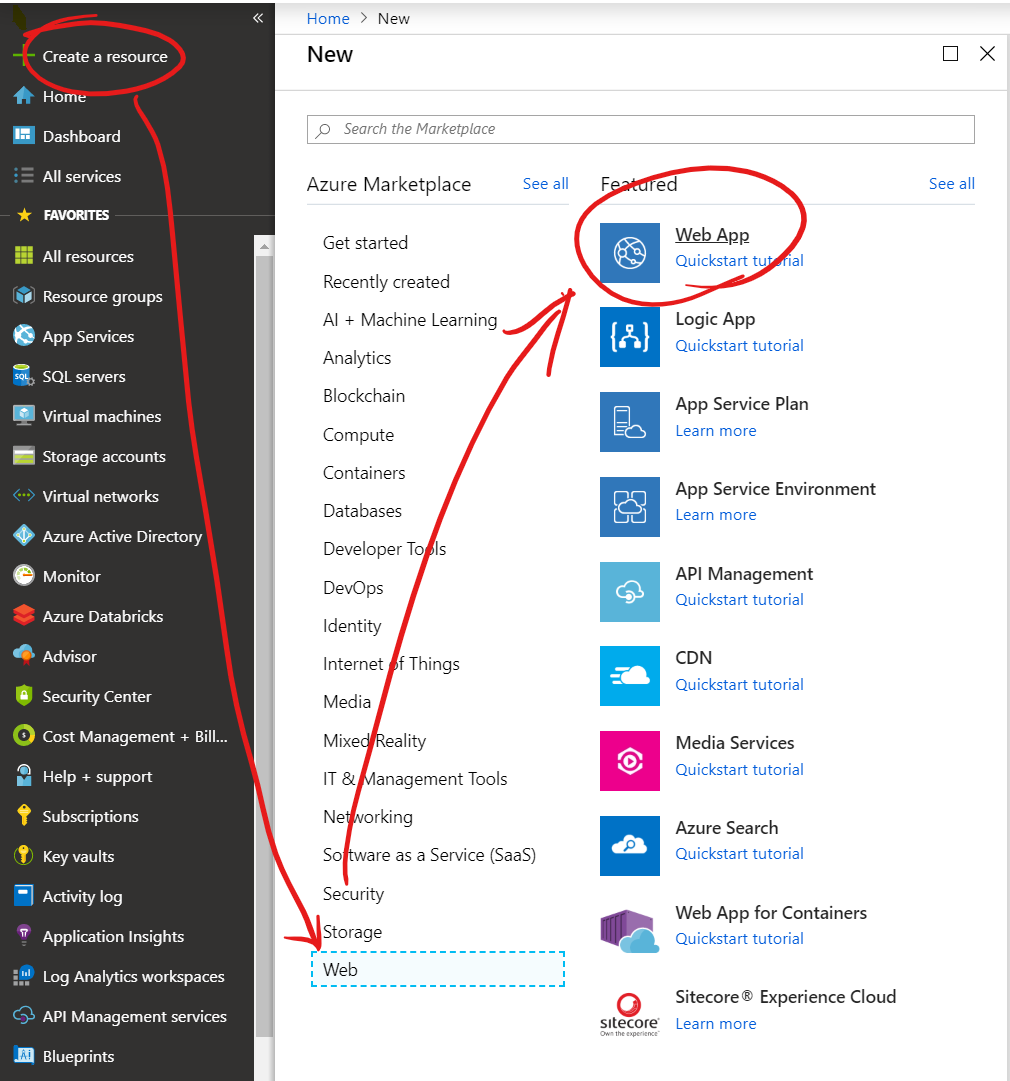 «
Create a resource
Home
Dashboard
All services
FAVORITES
All resources
Resource groups
App Services
SQL servers
Virtual machines
Storage accounts
Virtual networks
Azure Active Directory
Monitor
Azure Databricks
Advisor
Security Center
Cost Management + Bill...
Help + support
Subscriptions
Key vaults
Activity log
Application Insights
Log Analytics workspaces
API Management services
Blueprints
Home > New
New
Search the Marketplace
Azure Marketplace See all
Get started
Recently created
AI + Machine Learning
Analytics
Blockchain
Compute
Containers
Databases
Developer Tools
DevOps
Identity
Internet of Things
Media
Mixed Reality
IT & Management Tools
Networking
Software as a Service (SaaS)
Security
Storage
Web
Featured See all
Web App
Quickstart tutorial
Logic App
Quickstart tutorial
App Service Plan
Learn more
App Service Environment
Learn more
API Management
Quickstart tutorial
CDN
Quickstart tutorial
Media Services
Quickstart tutorial
Azure Search
Quickstart tutorial
Web App for Containers
Quickstart tutorial
Sitecore® Experience Cloud
Learn more
sitecore
Own the experience